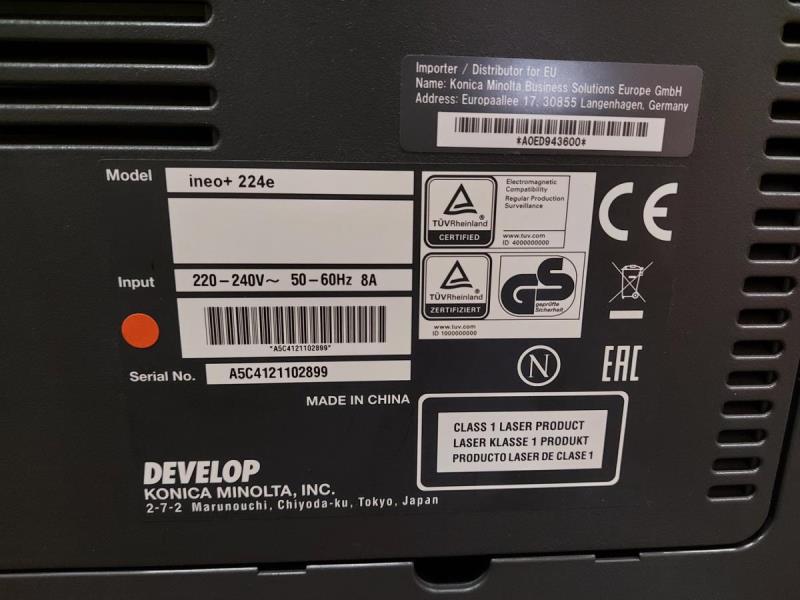 Importer / Distributor for EU
Name: Konica Minolta Business Solutions Europe GmbH
Address: Europaallee 17, 30855 Langenhagen, Germany
*A0ED943600*
Model ineo+ 224e
TÜVRheinland®
CERTIFIED
Electromagnetic
Compatibility
Regular Production
Surveillance
www.tuv.com
ID 4000000000
CE
Input 220–240V~ 50–60Hz 8A
TÜVRheinland
ZERTIFIZIERT
GS
geprüfte
Sicherheit
www.tuv.com
ID 1000000000
*A5C4121102899*
Serial No. A5C4121102899
N
EAC
MADE IN CHINA
CLASS 1 LASER PRODUCT
LASER KLASSE 1 PRODUKT
PRODUCTO LASER DE CLASE 1
DEVELOP
KONICA MINOLTA, INC.
2-7-2 Marunouchi, Chiyoda-ku, Tokyo, Japan